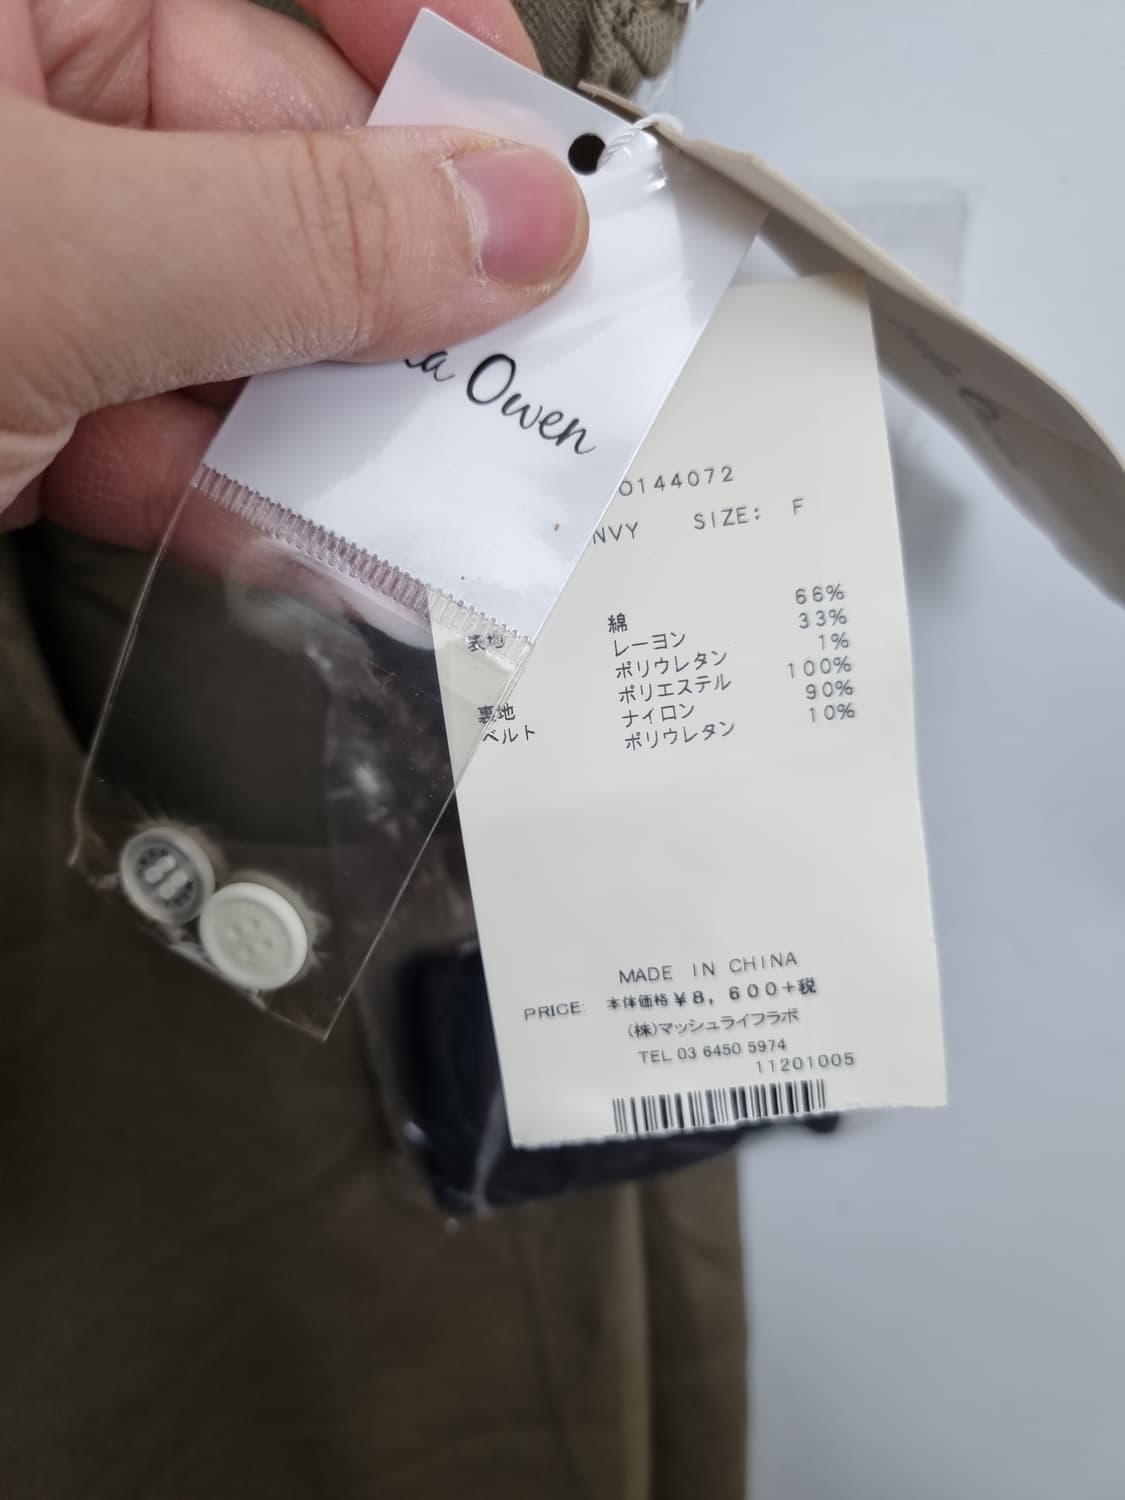 Owen
0144072
NVY SIZE: F
66%
表地 綿 33%
レーヨン 1%
ポリウレタン 100%
裏地 ポリエステル 90%
ベルト ナイロン 10%
ポリウレタン
MADE IN CHINA
PRICE: 本体価格¥8,600+税
(株)マッシュライフラボ
TEL 03 6450 5974
11201005